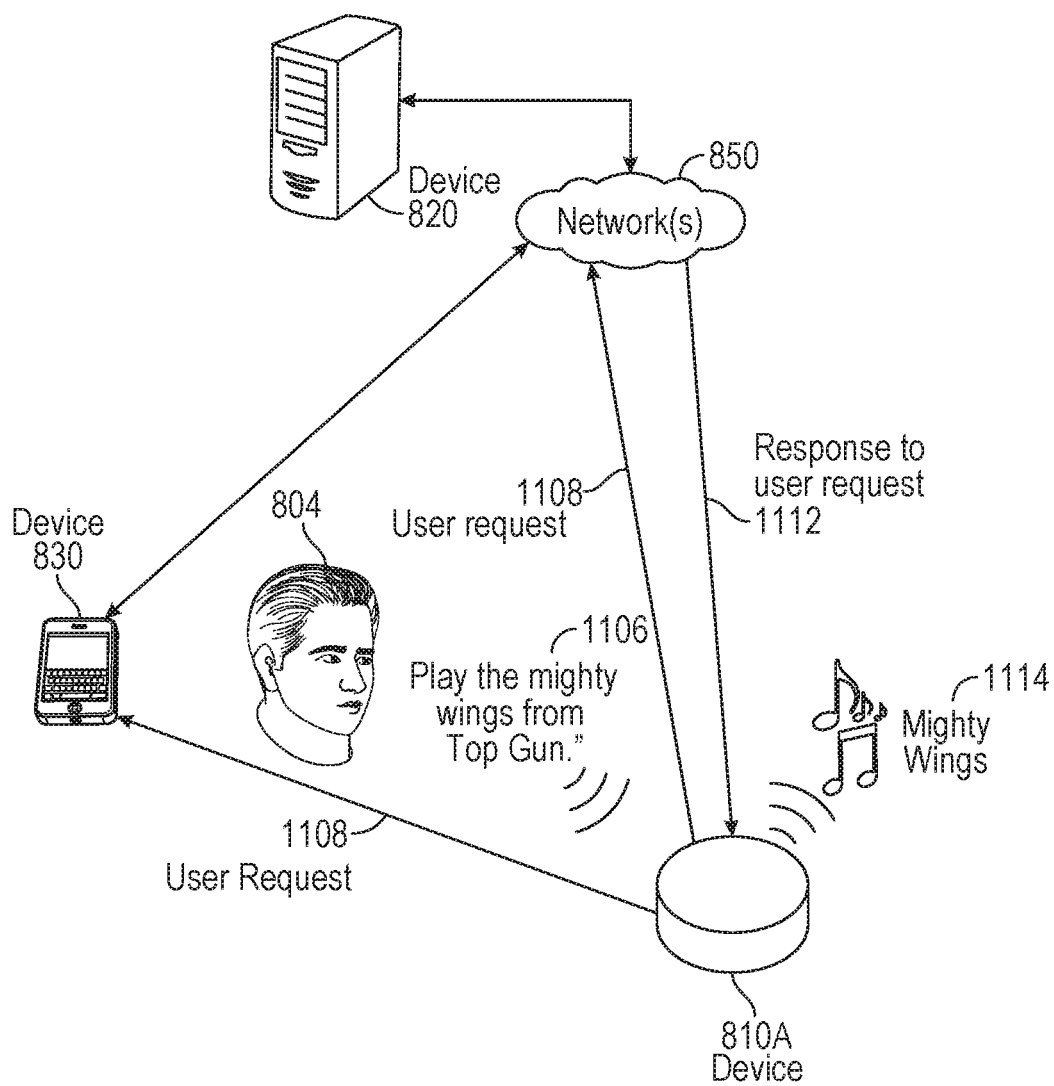 Device
820
850
Network(s)
Response to
user request
1112
1108
User request
804
Device
830
1106
Play the mighty
wings from
Top Gun.”
1114
Mighty
Wings
1108
User Request
810A
Device